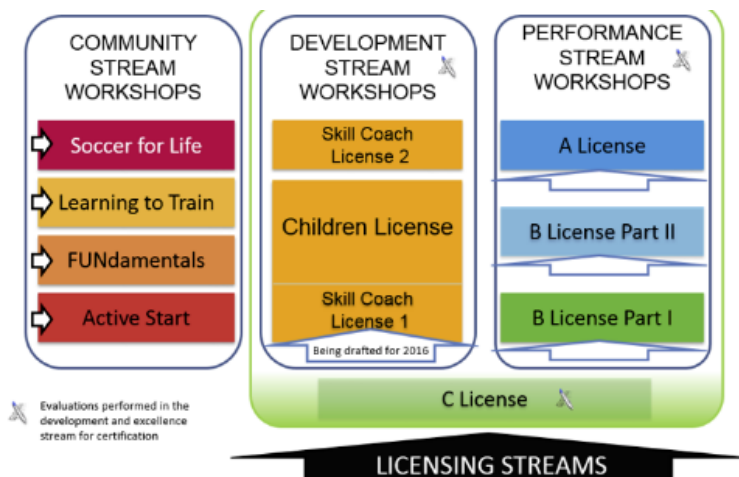 COMMUNITY
STREAM
WORKSHOPS
Soccer for Life
Learning to Train
FUNdamentals
Active Start
Evaluations performed in the
development and excellence
stream for certification
DEVELOPMENT
STREAM
WORKSHOPS
Skill Coach
License 2
Children License
Skill Coach
License 1
Being drafted for 2016
PERFORMANCE
STREAM
WORKSHOPS
A License
B License Part II
B License Part I
C License
LICENSING STREAMS